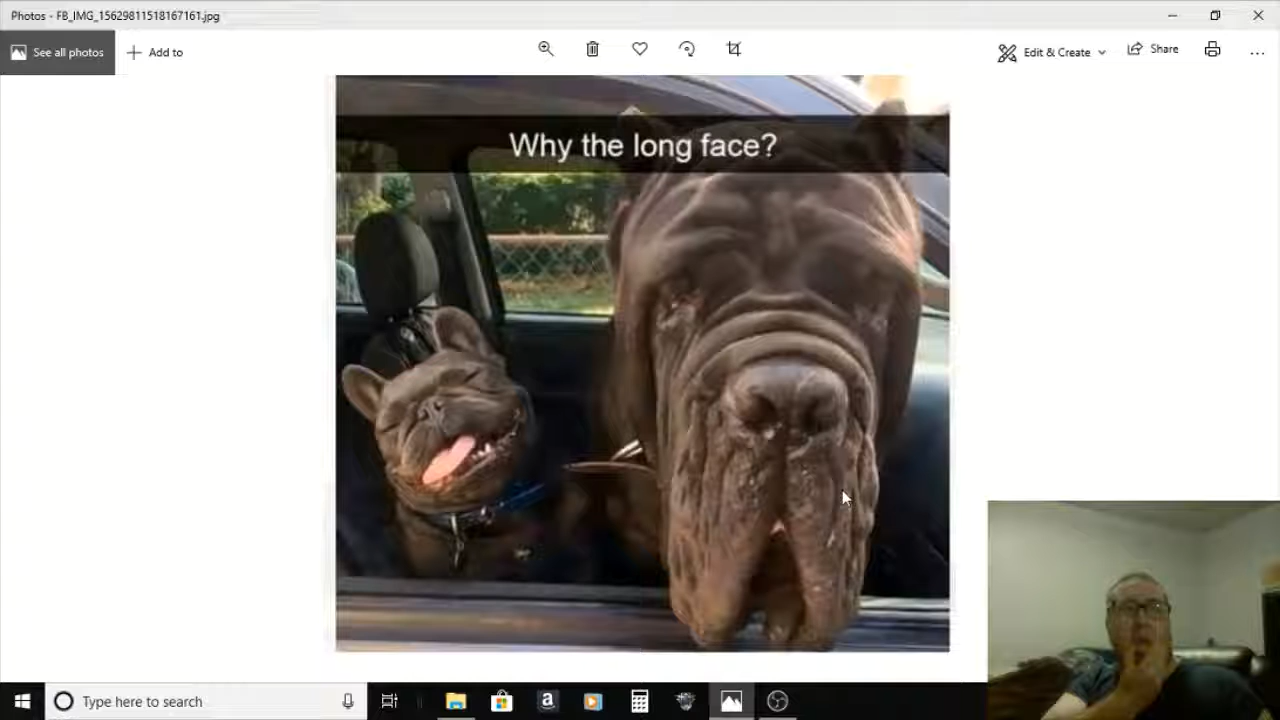 Photos - FB_IMG_15629811518167161.jpg
See all photos
Add to
Edit & Create
Share
Why the long face?
Type here to search
a